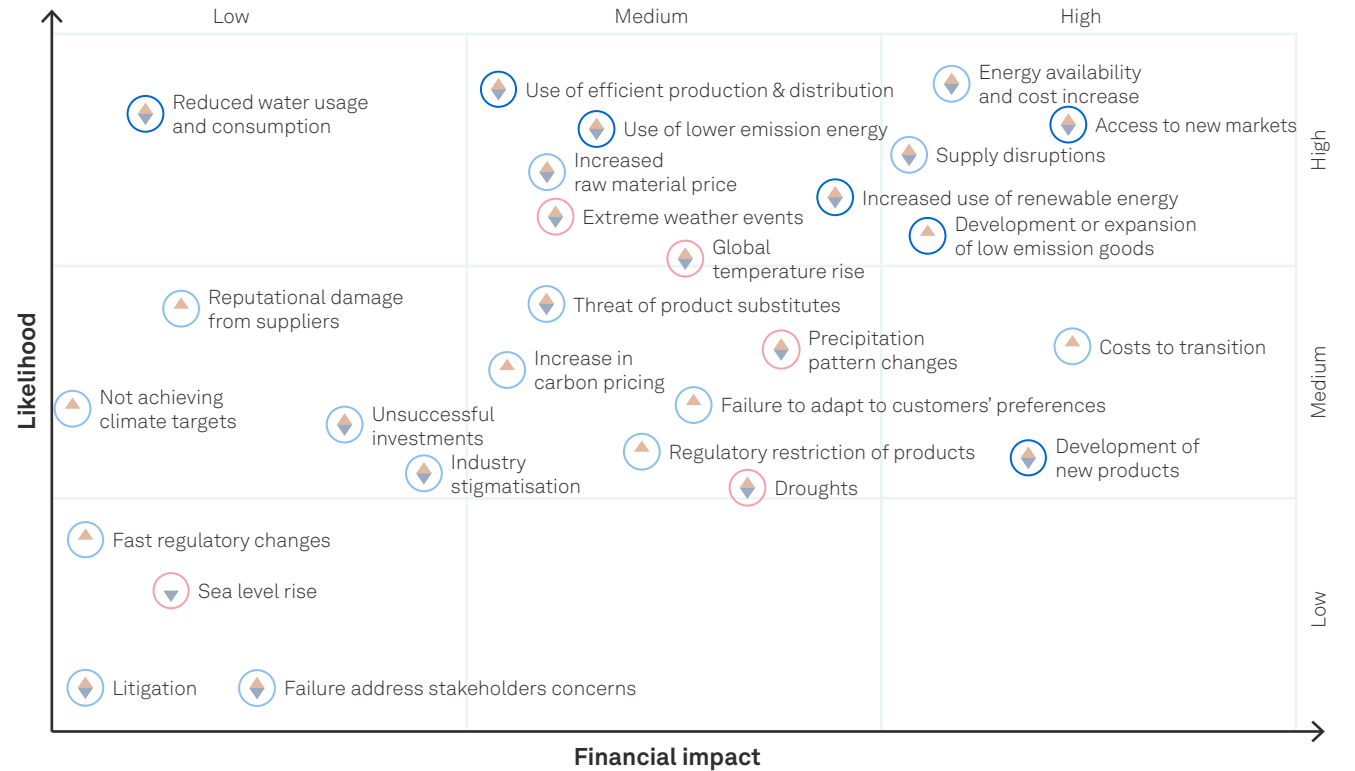 Low
Medium
High
Reduced water usage
and consumption
Use of efficient production & distribution
Use of lower emission energy
Increased
raw material price
Extreme weather events
Global
temperature rise
Energy availability
and cost increase
Access to new markets
Supply disruptions
Increased use of renewable energy
Development or expansion
of low emission goods
High
Reputational damage
from suppliers
Not achieving
climate targets
Unsuccessful
investments
Industry
stigmatisation
Threat of product substitutes
Increase in
carbon pricing
Precipitation
pattern changes
Failure to adapt to customers’ preferences
Regulatory restriction of products
Droughts
Costs to transition
Development of
new products
Medium
Likelihood
Fast regulatory changes
Sea level rise
Litigation
Failure address stakeholders concerns
Low
Financial impact